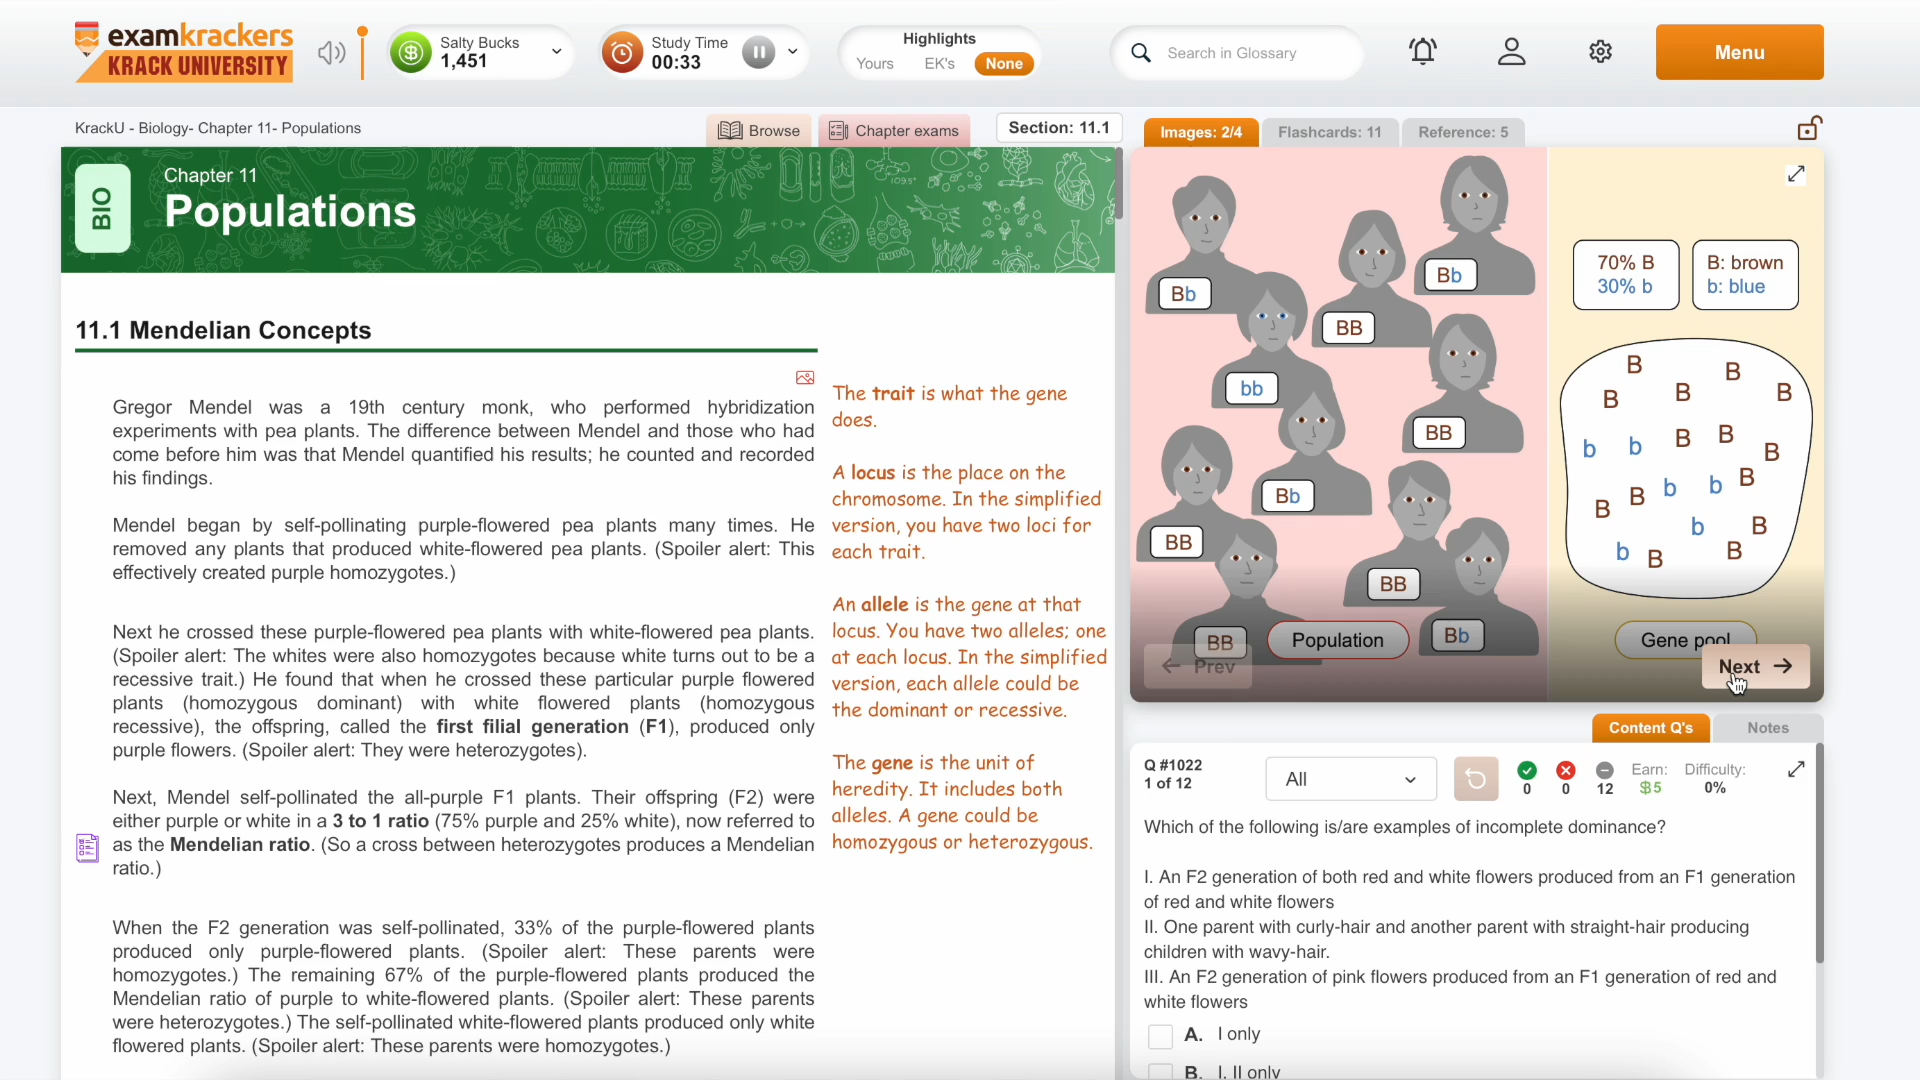 examkrackers
KRACK UNIVERSITY
Salty Bucks
1,451
Study Time
00:33
Highlights
Yours EK's None
Search in Glossary
Menu
KrackU - Biology- Chapter 11- Populations
Browse
Chapter exams
Section: 11.1
BIO
Chapter 11
Populations
11.1 Mendelian Concepts
Gregor Mendel was a 19th century monk, who performed hybridization
experiments with pea plants. The difference between Mendel and those who had
come before him was that Mendel quantified his results; he counted and recorded
his findings.
Mendel began by self-pollinating purple-flowered pea plants many times. He
removed any plants that produced white-flowered pea plants. (Spoiler alert: This
effectively created purple homozygotes.)
Next he crossed these purple-flowered pea plants with white-flowered pea plants.
(Spoiler alert: The whites were also homozygotes because white turns out to be a
recessive trait.) He found that when he crossed these particular purple flowered
plants (homozygous dominant) with white flowered plants (homozygous
recessive), the offspring, called the first filial generation (F1), produced only
purple flowers. (Spoiler alert: They were heterozygotes).
Next, Mendel self-pollinated the all-purple F1 plants. Their offspring (F2) were
either purple or white in a 3 to 1 ratio (75% purple and 25% white), now referred to
as the Mendelian ratio. (So a cross between heterozygotes produces a Mendelian
ratio.)
When the F2 generation was self-pollinated, 33% of the purple-flowered plants
produced only purple-flowered plants. (Spoiler alert: These parents were
homozygotes.) The remaining 67% of the purple-flowered plants produced the
Mendelian ratio of purple to white-flowered plants. (Spoiler alert: These parents
were heterozygotes.) The self-pollinated white-flowered plants produced only white
flowered plants. (Spoiler alert: These parents were homozygotes.)
The trait is what the gene
does.
A locus is the place on the
chromosome. In the simplified
version, you have two loci for
each trait.
An allele is the gene at that
locus. You have two alleles; one
at each locus. In the simplified
version, each allele could be
the dominant or recessive.
The gene is the unit of
heredity. It includes both
alleles. A gene could be
homozygous or heterozygous.
Images: 2/4
Flashcards: 11
Reference: 5
Bb
Bb
BB
bb
BB
Bb
BB
BB
BB
Bb
Population
Prev
70% B
30% b
B: brown
b: blue
B B
B B B
b b B B B
B B b b B
b B
b B B
Gene pool
Next
Content Q's
Notes
Q #1022
1 of 12
All
0
0
12
Earn:
$5
Difficulty:
0%
Which of the following is/are examples of incomplete dominance?
I. An F2 generation of both red and white flowers produced from an F1 generation
of red and white flowers
II. One parent with curly-hair and another parent with straight-hair producing
children with wavy-hair.
III. An F2 generation of pink flowers produced from an F1 generation of red and
white flowers
A. I only
B. I, II only